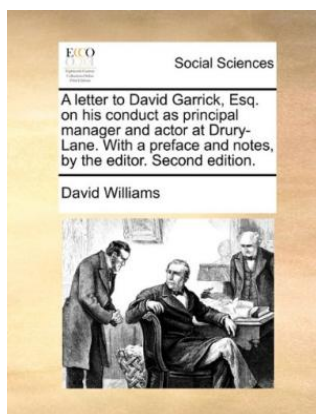 ECCO
Social Sciences
A letter to David Garrick, Esq.
on his conduct as principal
manager and actor at Drury-
Lane. With a preface and notes,
by the editor. Second edition.
David Williams